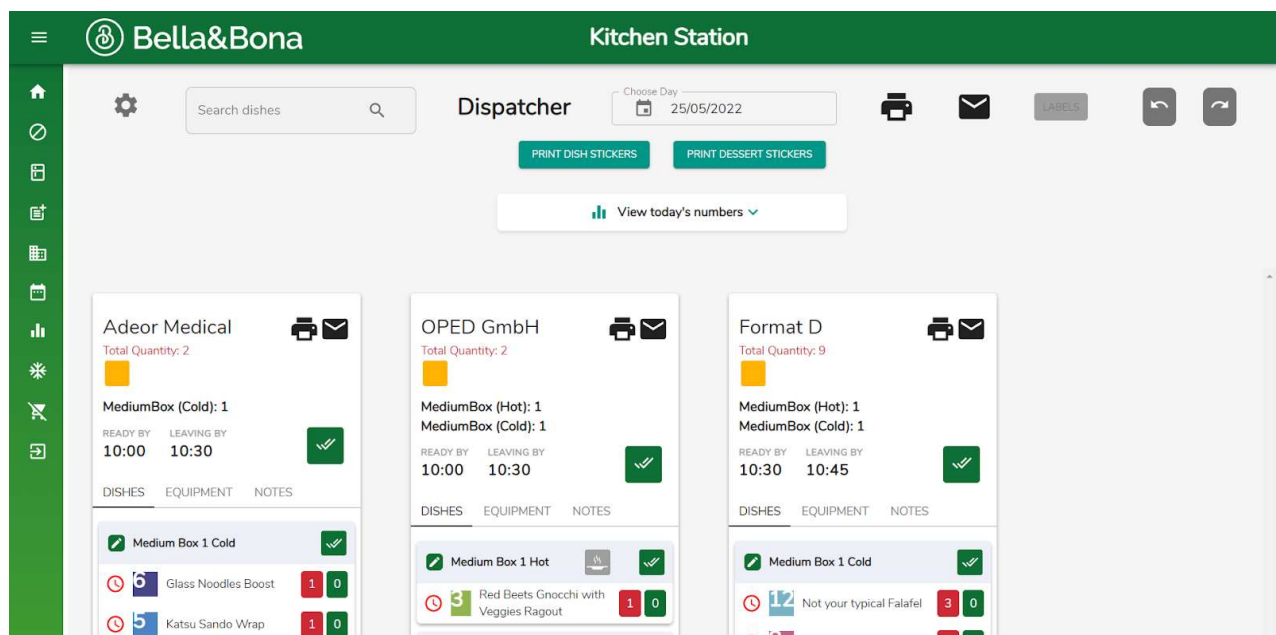 Bella&Bona
Kitchen Station
Search dishes
Dispatcher
Choose Day
25/05/2022
LABELS
PRINT DISH STICKERS
PRINT DESSERT STICKERS
View today's numbers
Adeor Medical
Total Quantity: 2
MediumBox (Cold): 1
READY BY LEAVING BY
10:00 10:30
DISHES EQUIPMENT NOTES
Medium Box 1 Cold
6 Glass Noodles Boost 1 0
5 Katsu Sando Wrap 1 0
OPED GmbH
Total Quantity: 2
MediumBox (Hot): 1
MediumBox (Cold): 1
READY BY LEAVING BY
10:00 10:30
DISHES EQUIPMENT NOTES
Medium Box 1 Hot
3 Red Beets Gnocchi with
Veggies Ragout 1 0
Format D
Total Quantity: 9
MediumBox (Hot): 1
MediumBox (Cold): 1
READY BY LEAVING BY
10:30 10:45
DISHES EQUIPMENT NOTES
Medium Box 1 Cold
12 Not your typical Falafel 3 0